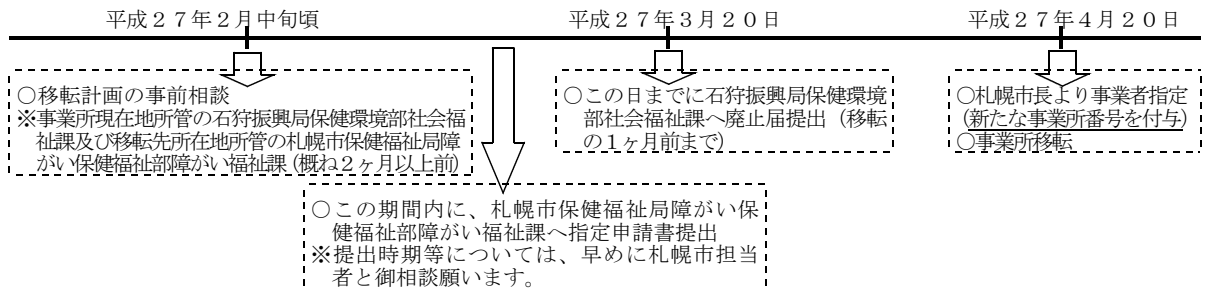 平成２７年２月中旬頃
平成２７年３月２０日
平成２７年４月２０日
○移転計画の事前相談
※事業所現在地所管の石狩振興局保健環境部社会福
祉課及び移転先所在地所管の札幌市保健福祉局障
がい保健福祉部障がい福祉課（概ね２ヶ月以上前）
○この日までに石狩振興局保健環境
部社会福祉課へ廃止届提出（移転
の１ヶ月前まで）
○札幌市長より事業者指定
（新たな事業所番号を付与）
○事業所移転
○この期間内に、札幌市保健福祉局障がい保
健福祉部障がい福祉課へ指定申請書提出
※提出時期等については、早めに札幌市担当
者と御相談願います。